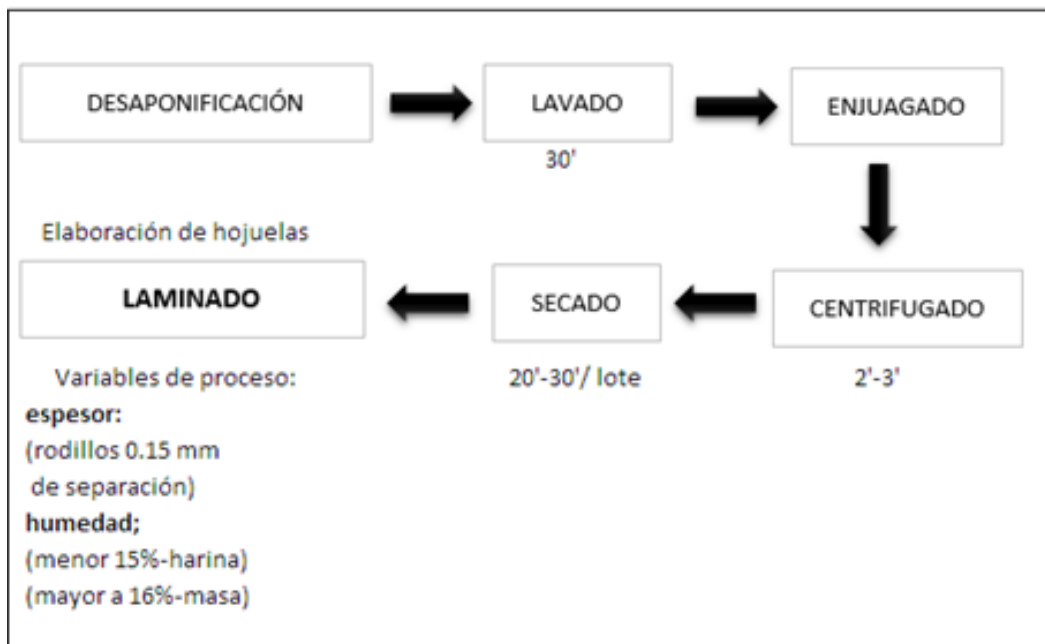 DESAPONIFICACIÓN
LAVADO
ENJUAGADO
30'
Elaboración de hojuelas
LAMINADO
SECADO
CENTRIFUGADO
Variables de proceso:
20'-30'/ lote
2'-3'
espesor:
(rodillos 0.15 mm
de separación)
humedad;
(menor 15%-harina)
(mayor a 16%-masa)